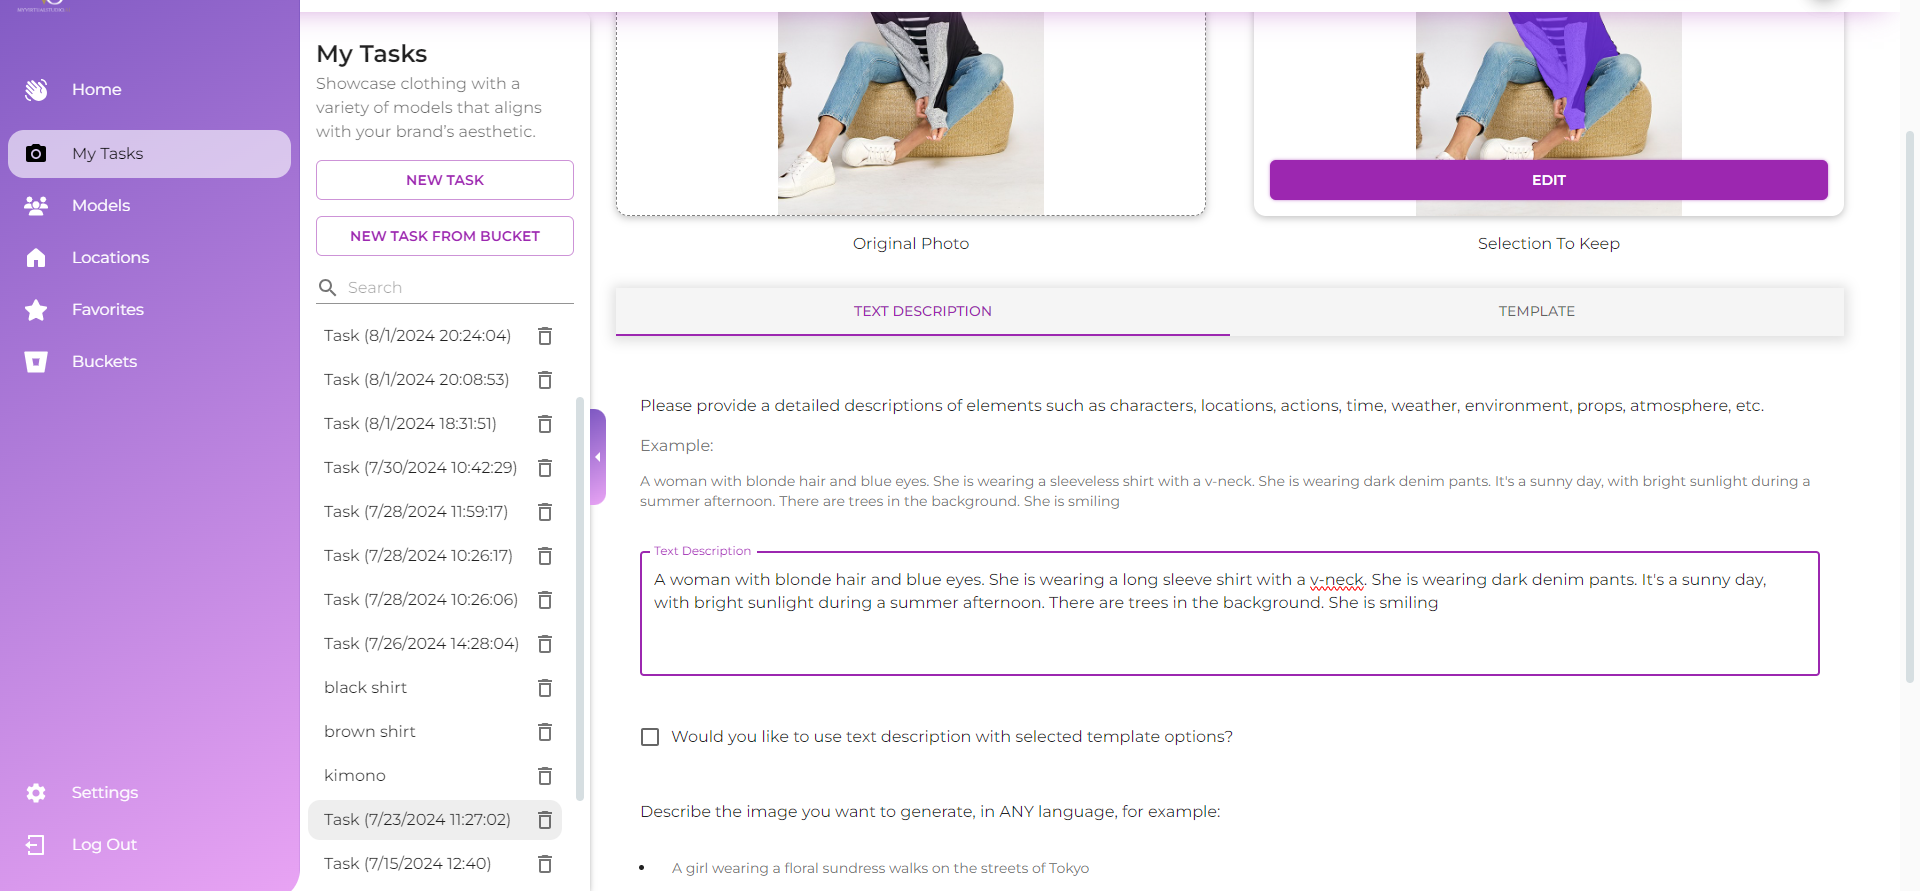 MYVIRTUALSTUDIO
Home
My Tasks
Models
Locations
Favorites
Buckets
Settings
Log Out
My Tasks
Showcase clothing with a
variety of models that aligns
with your brand's aesthetic.
NEW TASK
NEW TASK FROM BUCKET
Search
Task (8/1/2024 20:24:04)
Task (8/1/2024 20:08:53)
Task (8/1/2024 18:31:51)
Task (7/30/2024 10:42:29)
Task (7/28/2024 11:59:17)
Task (7/28/2024 10:26:17)
Task (7/28/2024 10:26:06)
Task (7/26/2024 14:28:04)
black shirt
brown shirt
kimono
Task (7/23/2024 11:27:02)
Task (7/15/2024 12:40)
EDIT
Original Photo
Selection To Keep
TEXT DESCRIPTION
TEMPLATE
Please provide a detailed descriptions of elements such as characters, locations, actions, time, weather, environment, props, atmosphere, etc.
Example:
A woman with blonde hair and blue eyes. She is wearing a sleeveless shirt with a v-neck. She is wearing dark denim pants. It's a sunny day, with bright sunlight during a
summer afternoon. There are trees in the background. She is smiling
Text Description
A woman with blonde hair and blue eyes. She is wearing a long sleeve shirt with a v-neck. She is wearing dark denim pants. It's a sunny day,
with bright sunlight during a summer afternoon. There are trees in the background. She is smiling
Would you like to use text description with selected template options?
Describe the image you want to generate, in ANY language, for example:
• A girl wearing a floral sundress walks on the streets of Tokyo